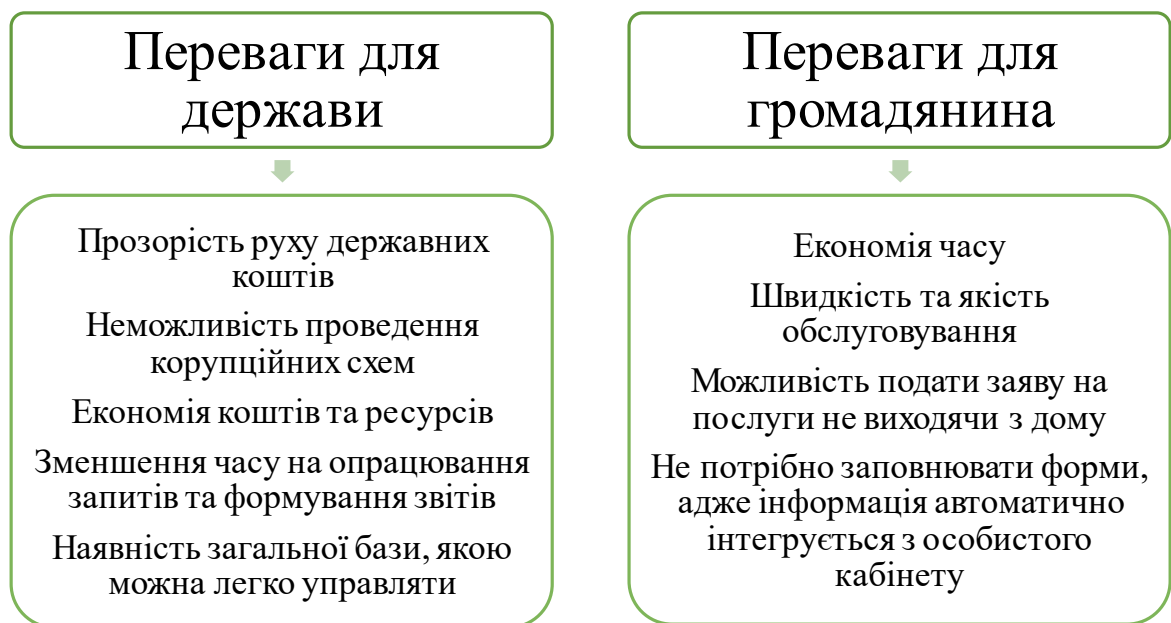 Переваги для
держави
Прозорість руху державних
коштів
Неможливість проведення
корупційних схем
Економія коштів та ресурсів
Зменшення часу на опрацювання
запитів та формування звітів
Наявність загальної бази, якою
можна легко управляти
Переваги для
громадянина
Економія часу
Швидкість та якість
обслуговування
Можливість подати заяву на
послуги не виходячи з дому
Не потрібно заповнювати форми,
адже інформація автоматично
інтегрується з особистого
кабінету